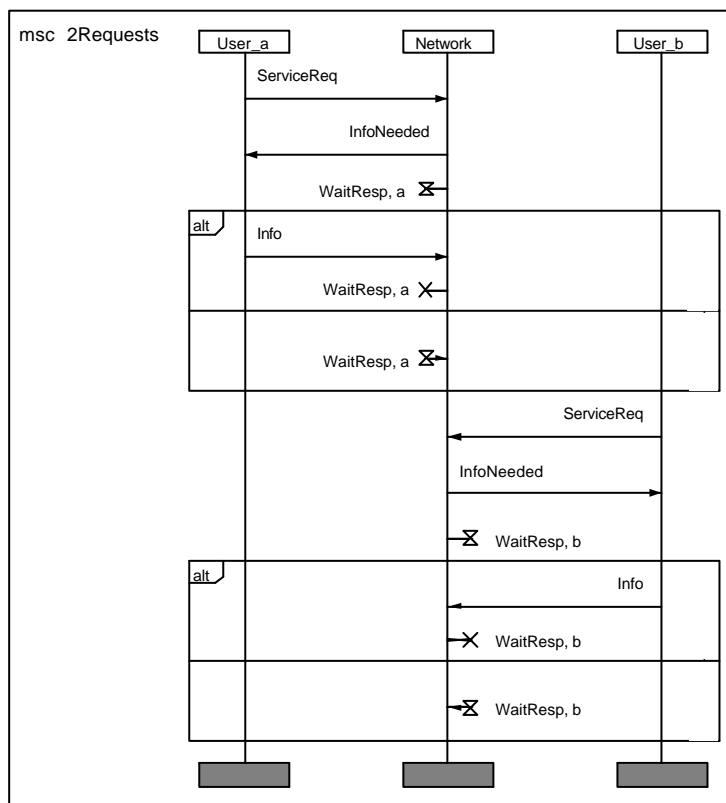 msc 2Requests
User_a
Network
User_b
ServiceReq
InfoNeeded
WaitResp, a
alt
Info
WaitResp, a
WaitResp, a
ServiceReq
InfoNeeded
WaitResp, b
alt
Info
WaitResp, b
WaitResp, b